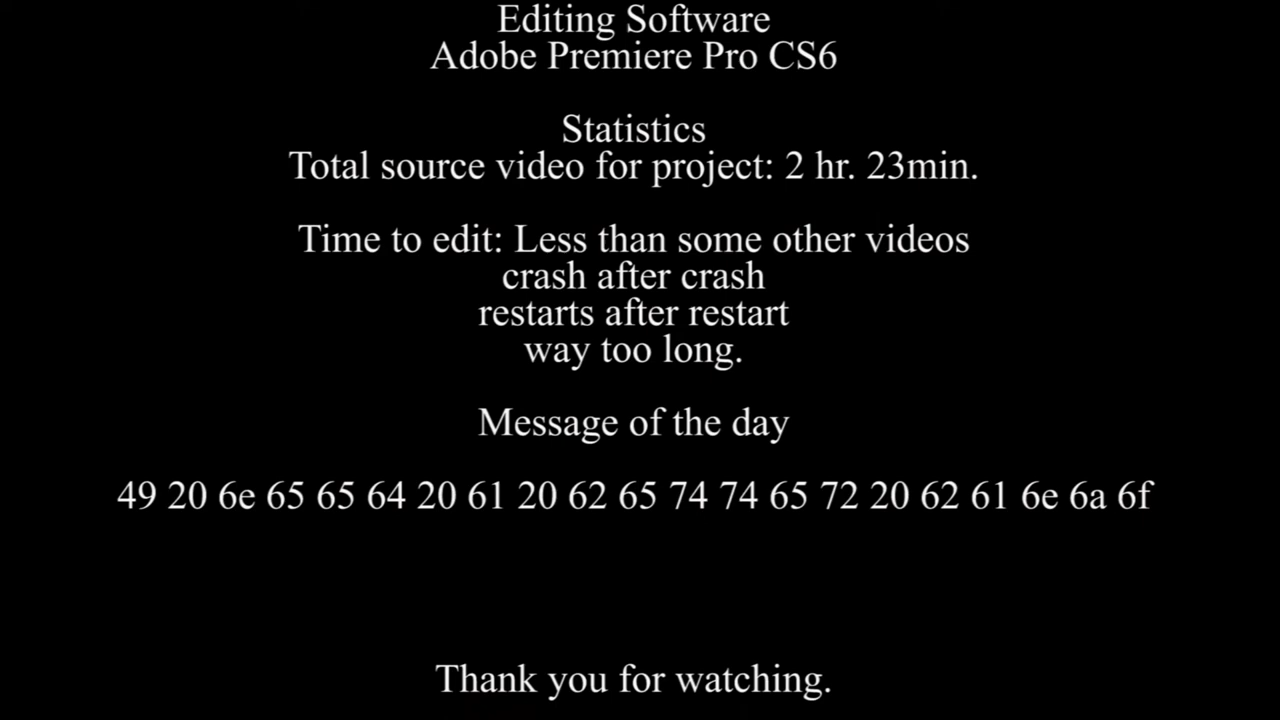 Editing Software
Adobe Premiere Pro CS6
Statistics
Total source video for project: 2 hr. 23min.
Time to edit: Less than some other videos
crash after crash
restarts after restart
way too long.
Message of the day
49 20 6e 65 65 64 20 61 20 62 65 74 74 65 72 20 62 61 6e 6a 6f
Thank you for watching.